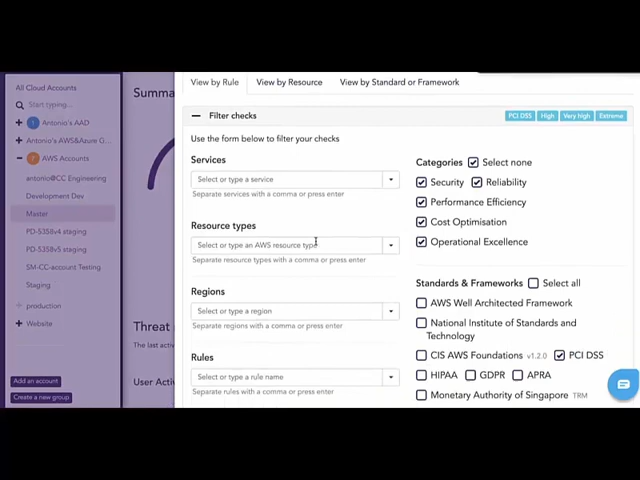 All Cloud Accounts
Start typing...
Antonio's AAD
Antonio's AWS&Azure O...
AWS Accounts
antonio@CC Engineering
Development Dev
Master
PD-5358v4 staging
PD-5358v5 staging
SM-CC-account Testing
Staging
production
Website
Add an account
Create a new group
Summa
Threat
The last activ
User Activ
View by Rule View by Resource View by Standard or Framework
Filter checks PCI DSS High Very high Extreme
Use the form below to filter your checks
Services
Select or type a service
Separate services with a comma or press enter
Resource types
Select or type an AWS resource type
Separate resource types with a comma or press enter
Regions
Select or type a region
Separate regions with a comma or press enter
Rules
Select or type a rule name
Separate rules with a comma or press enter
Categories Select none
Security Reliability
Performance Efficiency
Cost Optimisation
Operational Excellence
Standards & Frameworks Select all
AWS Well Architected Framework
National Institute of Standards and
Technology
CIS AWS Foundations v1.2.0 PCI DSS
HIPAA GDPR APRA
Monetary Authority of Singapore TRM